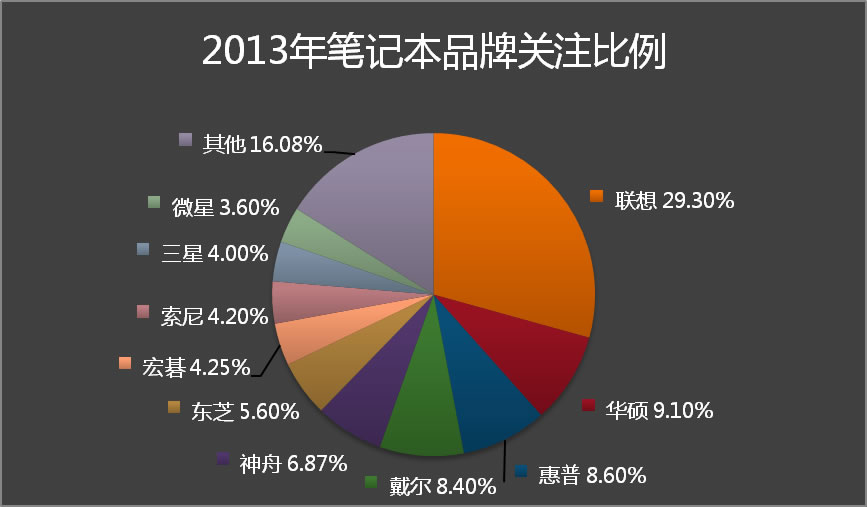 2013年笔记本品牌关注比例
其他 16.08%
联想 29.30%
微星 3.60%
三星 4.00%
索尼 4.20%
宏碁 4.25%
东芝 5.60%
华硕 9.10%
神舟 6.87%
惠普 8.60%
戴尔 8.40%